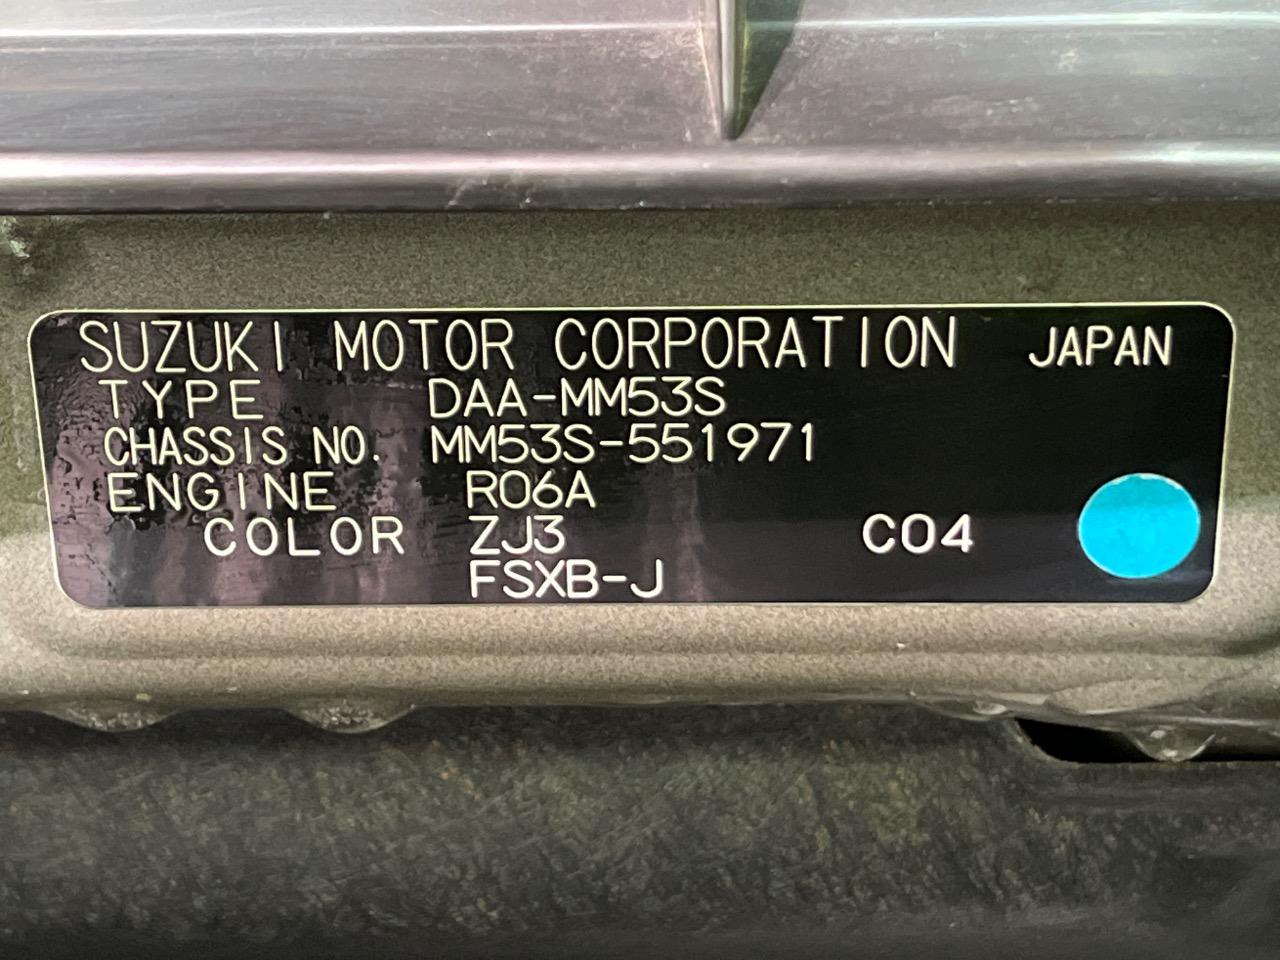 SUZUKI MOTOR CORPORATION JAPAN
TYPE DAA-MM53S
CHASSIS NO. MM53S-551971
ENGINE R06A
COLOR ZJ3 C04
FSXB-J